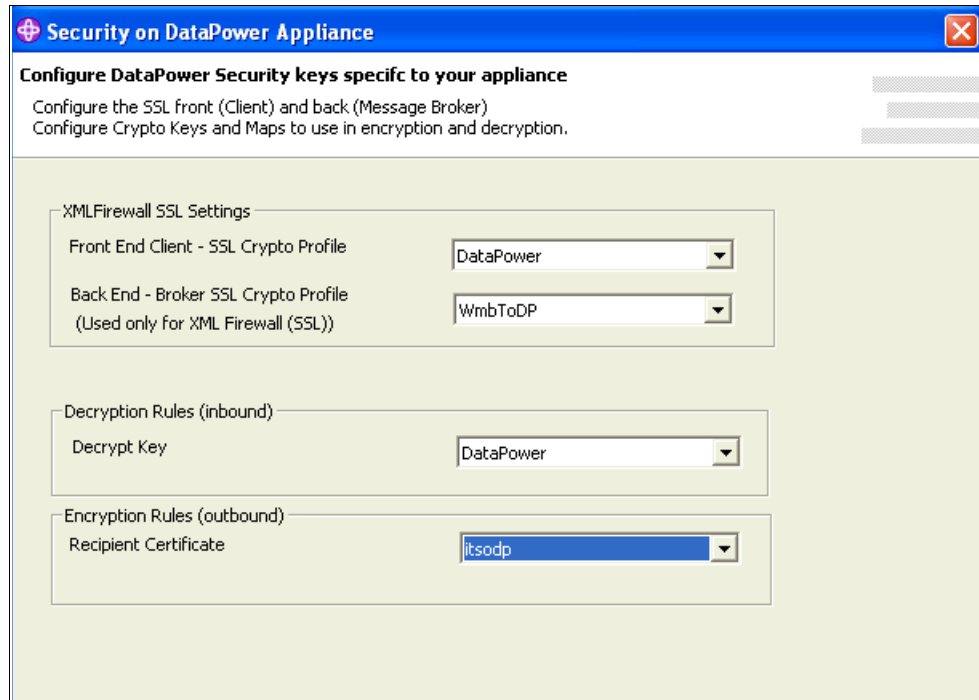 Security on DataPower Appliance
Configure DataPower Security keys specifc to your appliance
Configure the SSL front (Client) and back (Message Broker)
Configure Crypto Keys and Maps to use in encryption and decryption.
XMLFirewall SSL Settings
Front End Client - SSL Crypto Profile
DataPower
Back End - Broker SSL Crypto Profile
WmbToDP
(Used only for XML Firewall (SSL))
Decryption Rules (inbound)
Decrypt Key
DataPower
Encryption Rules (outbound)
Recipient Certificate
itsodp